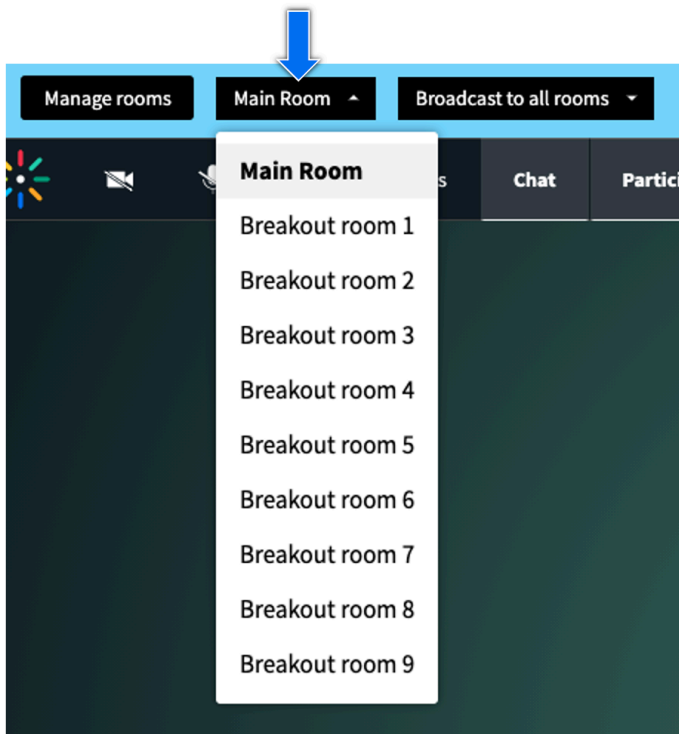 Manage rooms Main Room Broadcast to all rooms
Chat
Main Room
Breakout room 1
Breakout room 2
Breakout room 3
Breakout room 4
Breakout room 5
Breakout room 6
Breakout room 7
Breakout room 8
Breakout room 9